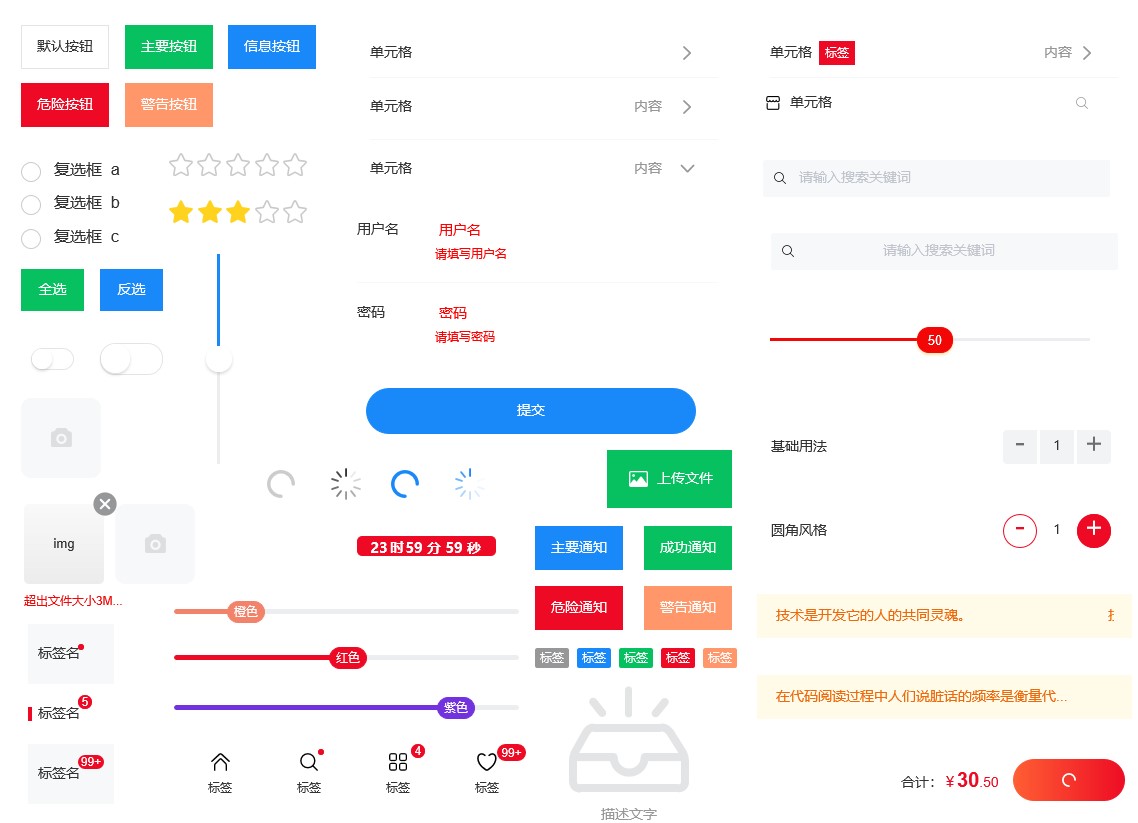 默认按钮 主要按钮 信息按钮
危险按钮 警告按钮
复选框 a
复选框 b
复选框 c
全选 反选
img
超出文件大小3M...
标签名
标签名 5
标签名 99+
单元格
单元格 内容
单元格 内容
用户名 用户名
请填写用户名
密码 密码
请填写密码
提交
上传文件
23 时 59 分 59 秒
主要通知 成功通知
危险通知 警告通知
标签 标签 标签 标签 标签
橙色
红色
紫色
4 99+
标签 标签 标签 标签
描述文字
单元格 标签 内容
单元格
请输入搜索关键词
请输入搜索关键词
50
基础用法 - 1 +
圆角风格 - 1 +
技术是开发它的人的共同灵魂。
在代码阅读过程中人们说脏话的频率是衡量代...
合计： ¥ 30.50